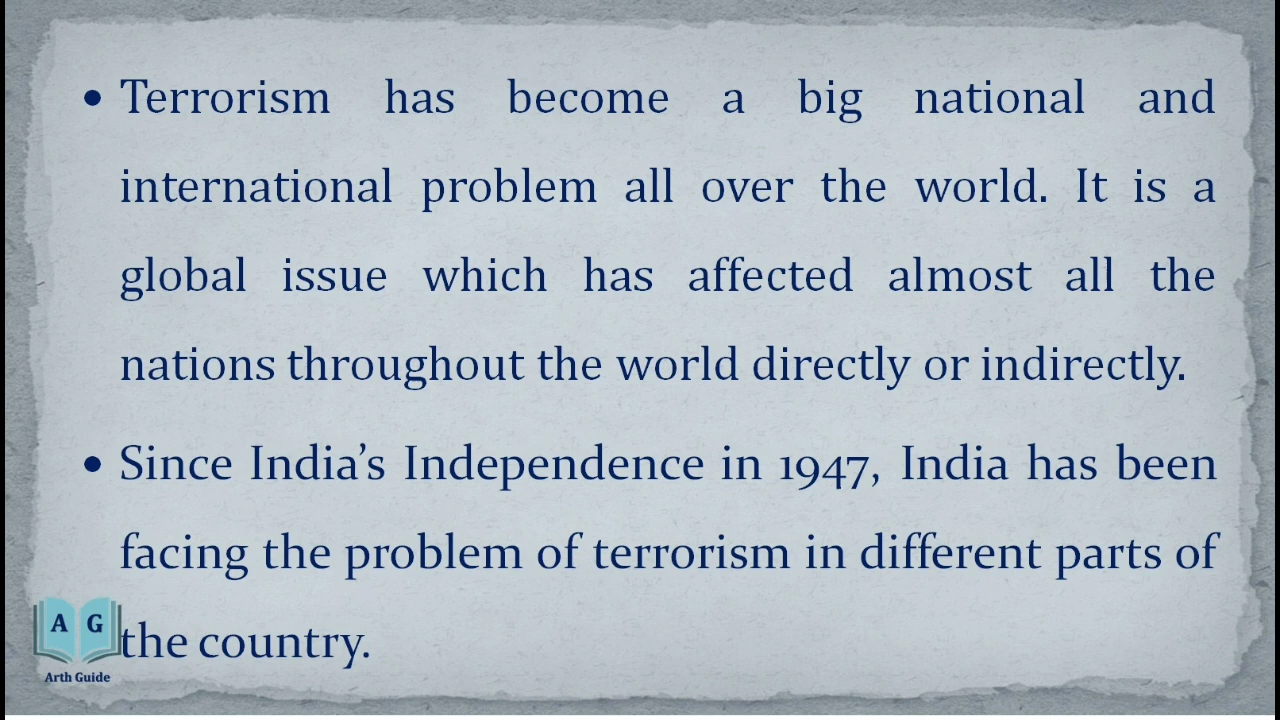 • Terrorism has become a big national and
international problem all over the world. It is a
global issue which has affected almost all the
nations throughout the world directly or indirectly.
• Since India’s Independence in 1947, India has been
facing the problem of terrorism in different parts of
the country.
A G
Arth Guide